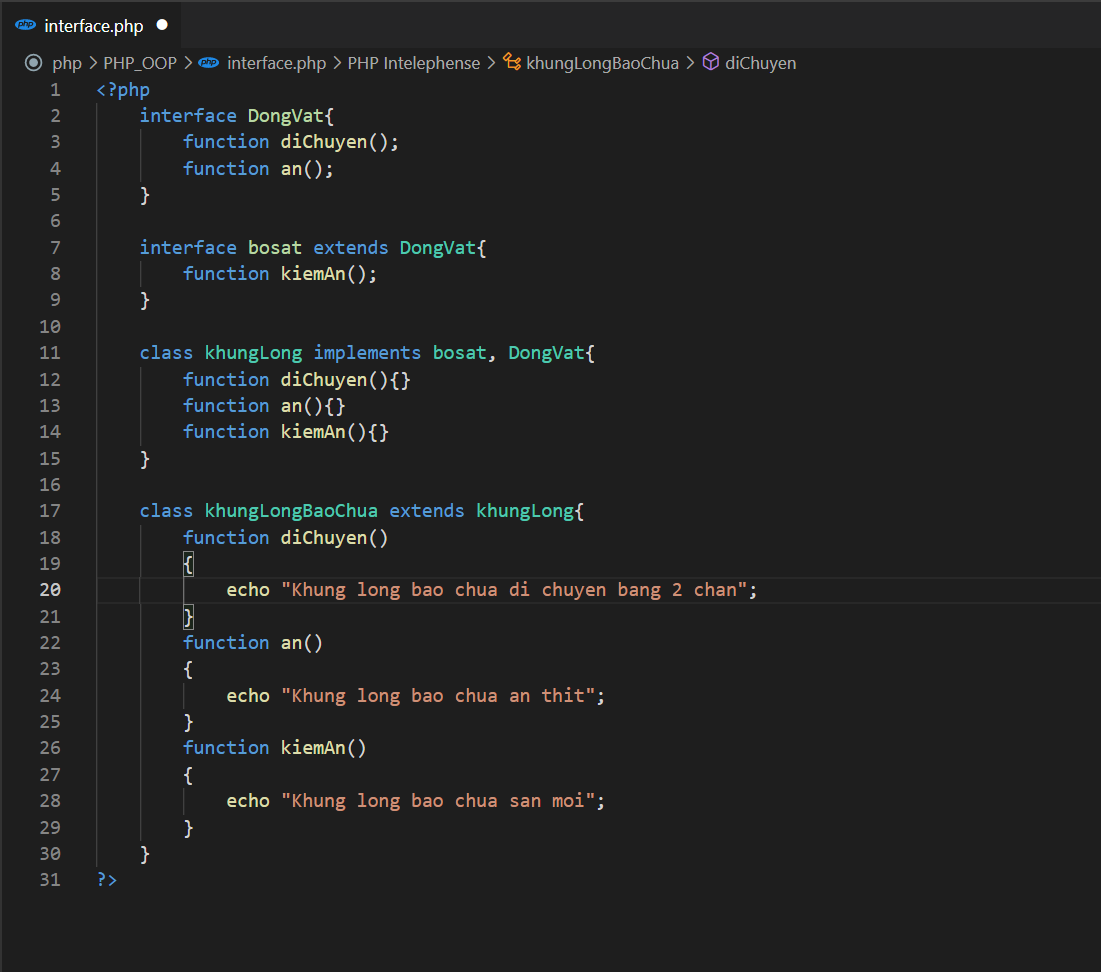 php interface.php
php > PHP_OOP > php interface.php > PHP Intelephense > khungLongBaoChua > diChuyen
1 <?php
2     interface DongVat{
3         function diChuyen();
4         function an();
5     }
6
7     interface bosat extends DongVat{
8         function kiemAn();
9     }
10
11     class khungLong implements bosat, DongVat{
12         function diChuyen(){}
13         function an(){}
14         function kiemAn(){}
15     }
16
17     class khungLongBaoChua extends khungLong{
18         function diChuyen()
19         {
20             echo "Khung long bao chua di chuyen bang 2 chan";
21         }
22         function an()
23         {
24             echo "Khung long bao chua an thit";
25         }
26         function kiemAn()
27         {
28             echo "Khung long bao chua san moi";
29         }
30     }
31 ?>